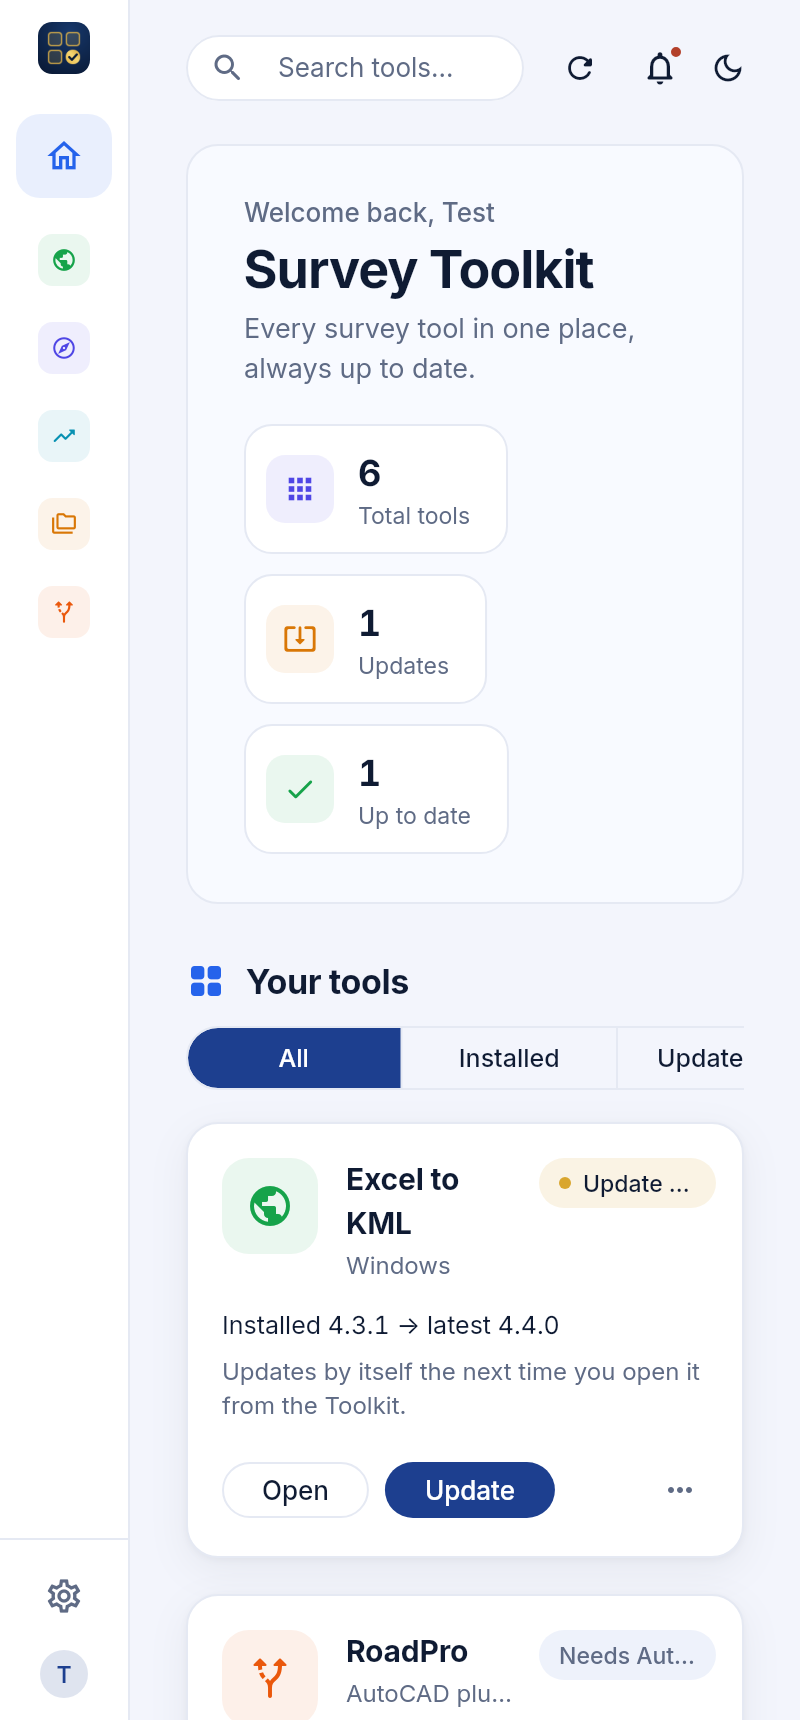 Search tools...
Welcome back, Test
Survey Toolkit
Every survey tool in one place,
always up to date.
6
Total tools
1
Updates
1
Up to date
Your tools
All
Installed
Update
Excel to
KML
Update ...
Windows
Installed 4.3.1 → latest 4.4.0
Updates by itself the next time you open it
from the Toolkit.
Open
Update
RoadPro
Needs Aut...
AutoCAD plu...
T